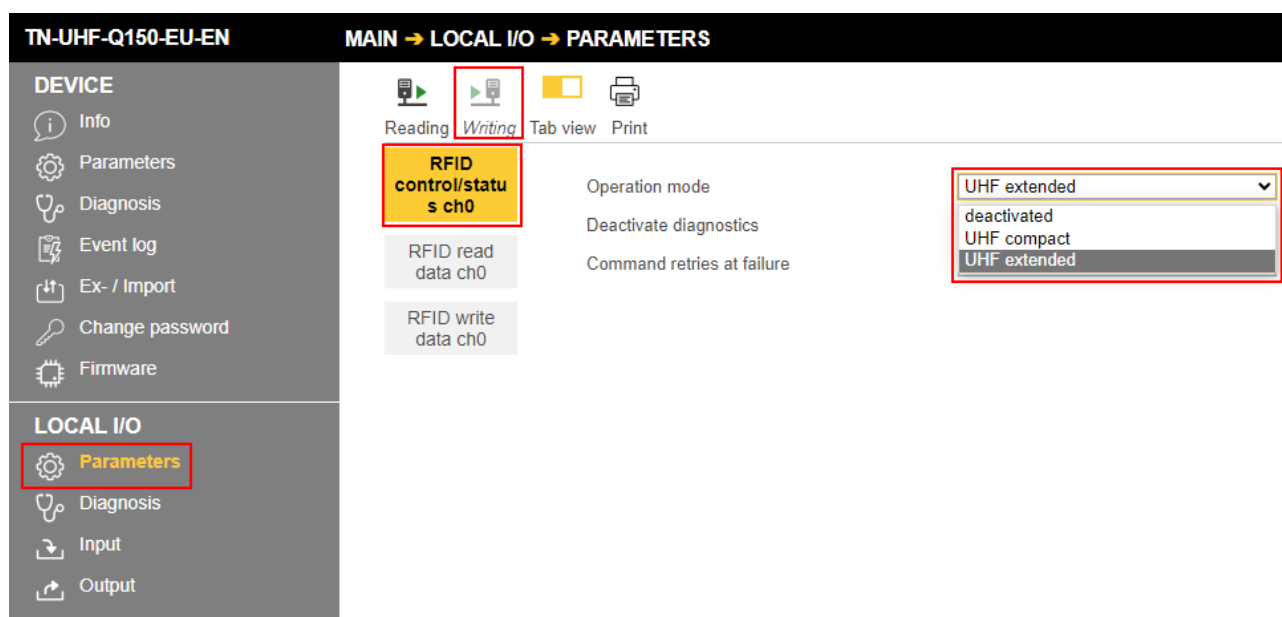 TN-UHF-Q150-EU-EN
MAIN ➔ LOCAL I/O ➔ PARAMETERS
DEVICE
Info
Parameters
Diagnosis
Event log
Ex- / Import
Change password
Firmware
LOCAL I/O
Parameters
Diagnosis
Input
Output
Reading Writing Tab view Print
RFID
control/statu
s ch0
RFID read
data ch0
RFID write
data ch0
Operation mode
Deactivate diagnostics
Command retries at failure
UHF extended
deactivated
UHF compact
UHF extended